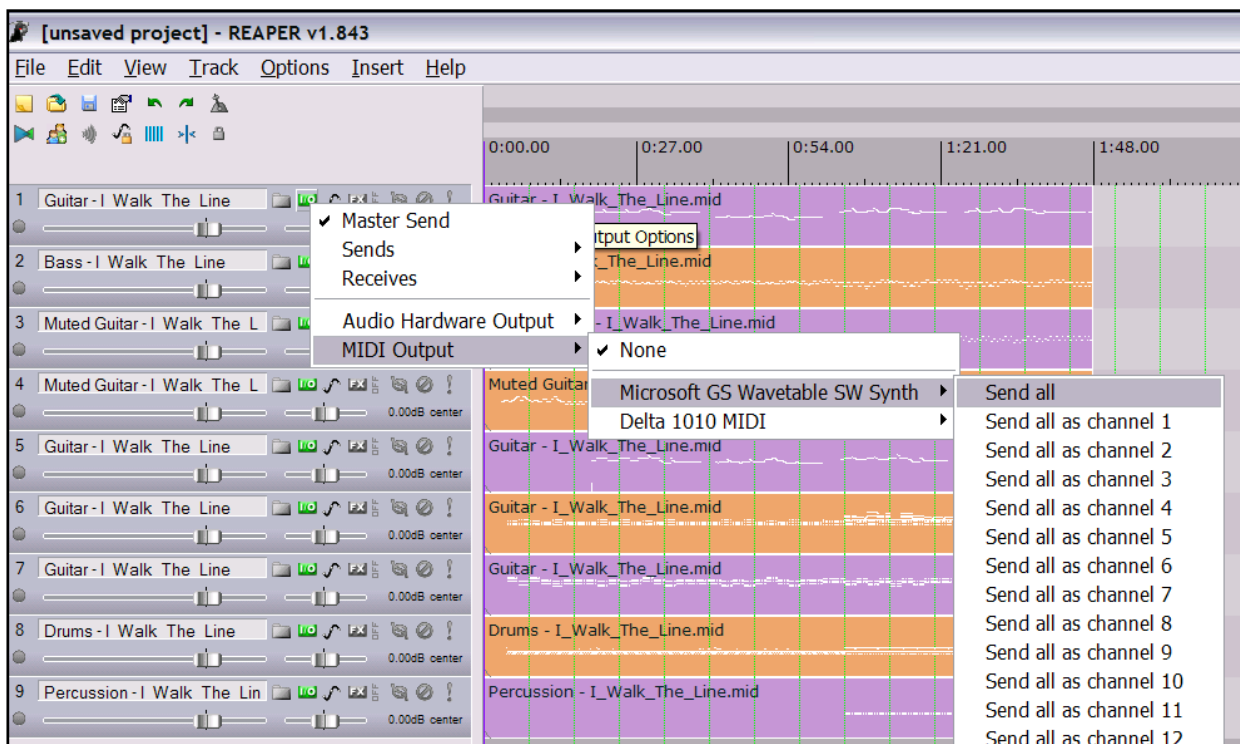 [unsaved project] - REAPER v1.843
File Edit View Track Options Insert Help
0:00.00 0:27.00 0:54.00 1:21.00 1:48.00
1 Guitar - I Walk The Line
Guitar - I_Walk_The_Line.mid
Master Send
Sends
Receives
Audio Hardware Output
MIDI Output
tput Options
None
Microsoft GS Wavetable SW Synth
Delta 1010 MIDI
Send all
Send all as channel 1
Send all as channel 2
Send all as channel 3
Send all as channel 4
Send all as channel 5
Send all as channel 6
Send all as channel 7
Send all as channel 8
Send all as channel 9
Send all as channel 10
Send all as channel 11
Send all as channel 12
2 Bass - I Walk The Line
_The_Line.mid
3 Muted Guitar - I Walk The L
- I_Walk_The_Line.mid
4 Muted Guitar - I Walk The L FX
Muted Guitar
0.00dB center
5 Guitar - I Walk The Line FX
Guitar - I_Walk_The_Line.mid
0.00dB center
6 Guitar - I Walk The Line FX
Guitar - I_Walk_The_Line.mid
0.00dB center
7 Guitar - I Walk The Line FX
Guitar - I_Walk_The_Line.mid
0.00dB center
8 Drums - I Walk The Line FX
Drums - I_Walk_The_Line.mid
0.00dB center
9 Percussion - I Walk The Lin FX
Percussion - I_Walk_The_Line.mid
0.00dB center